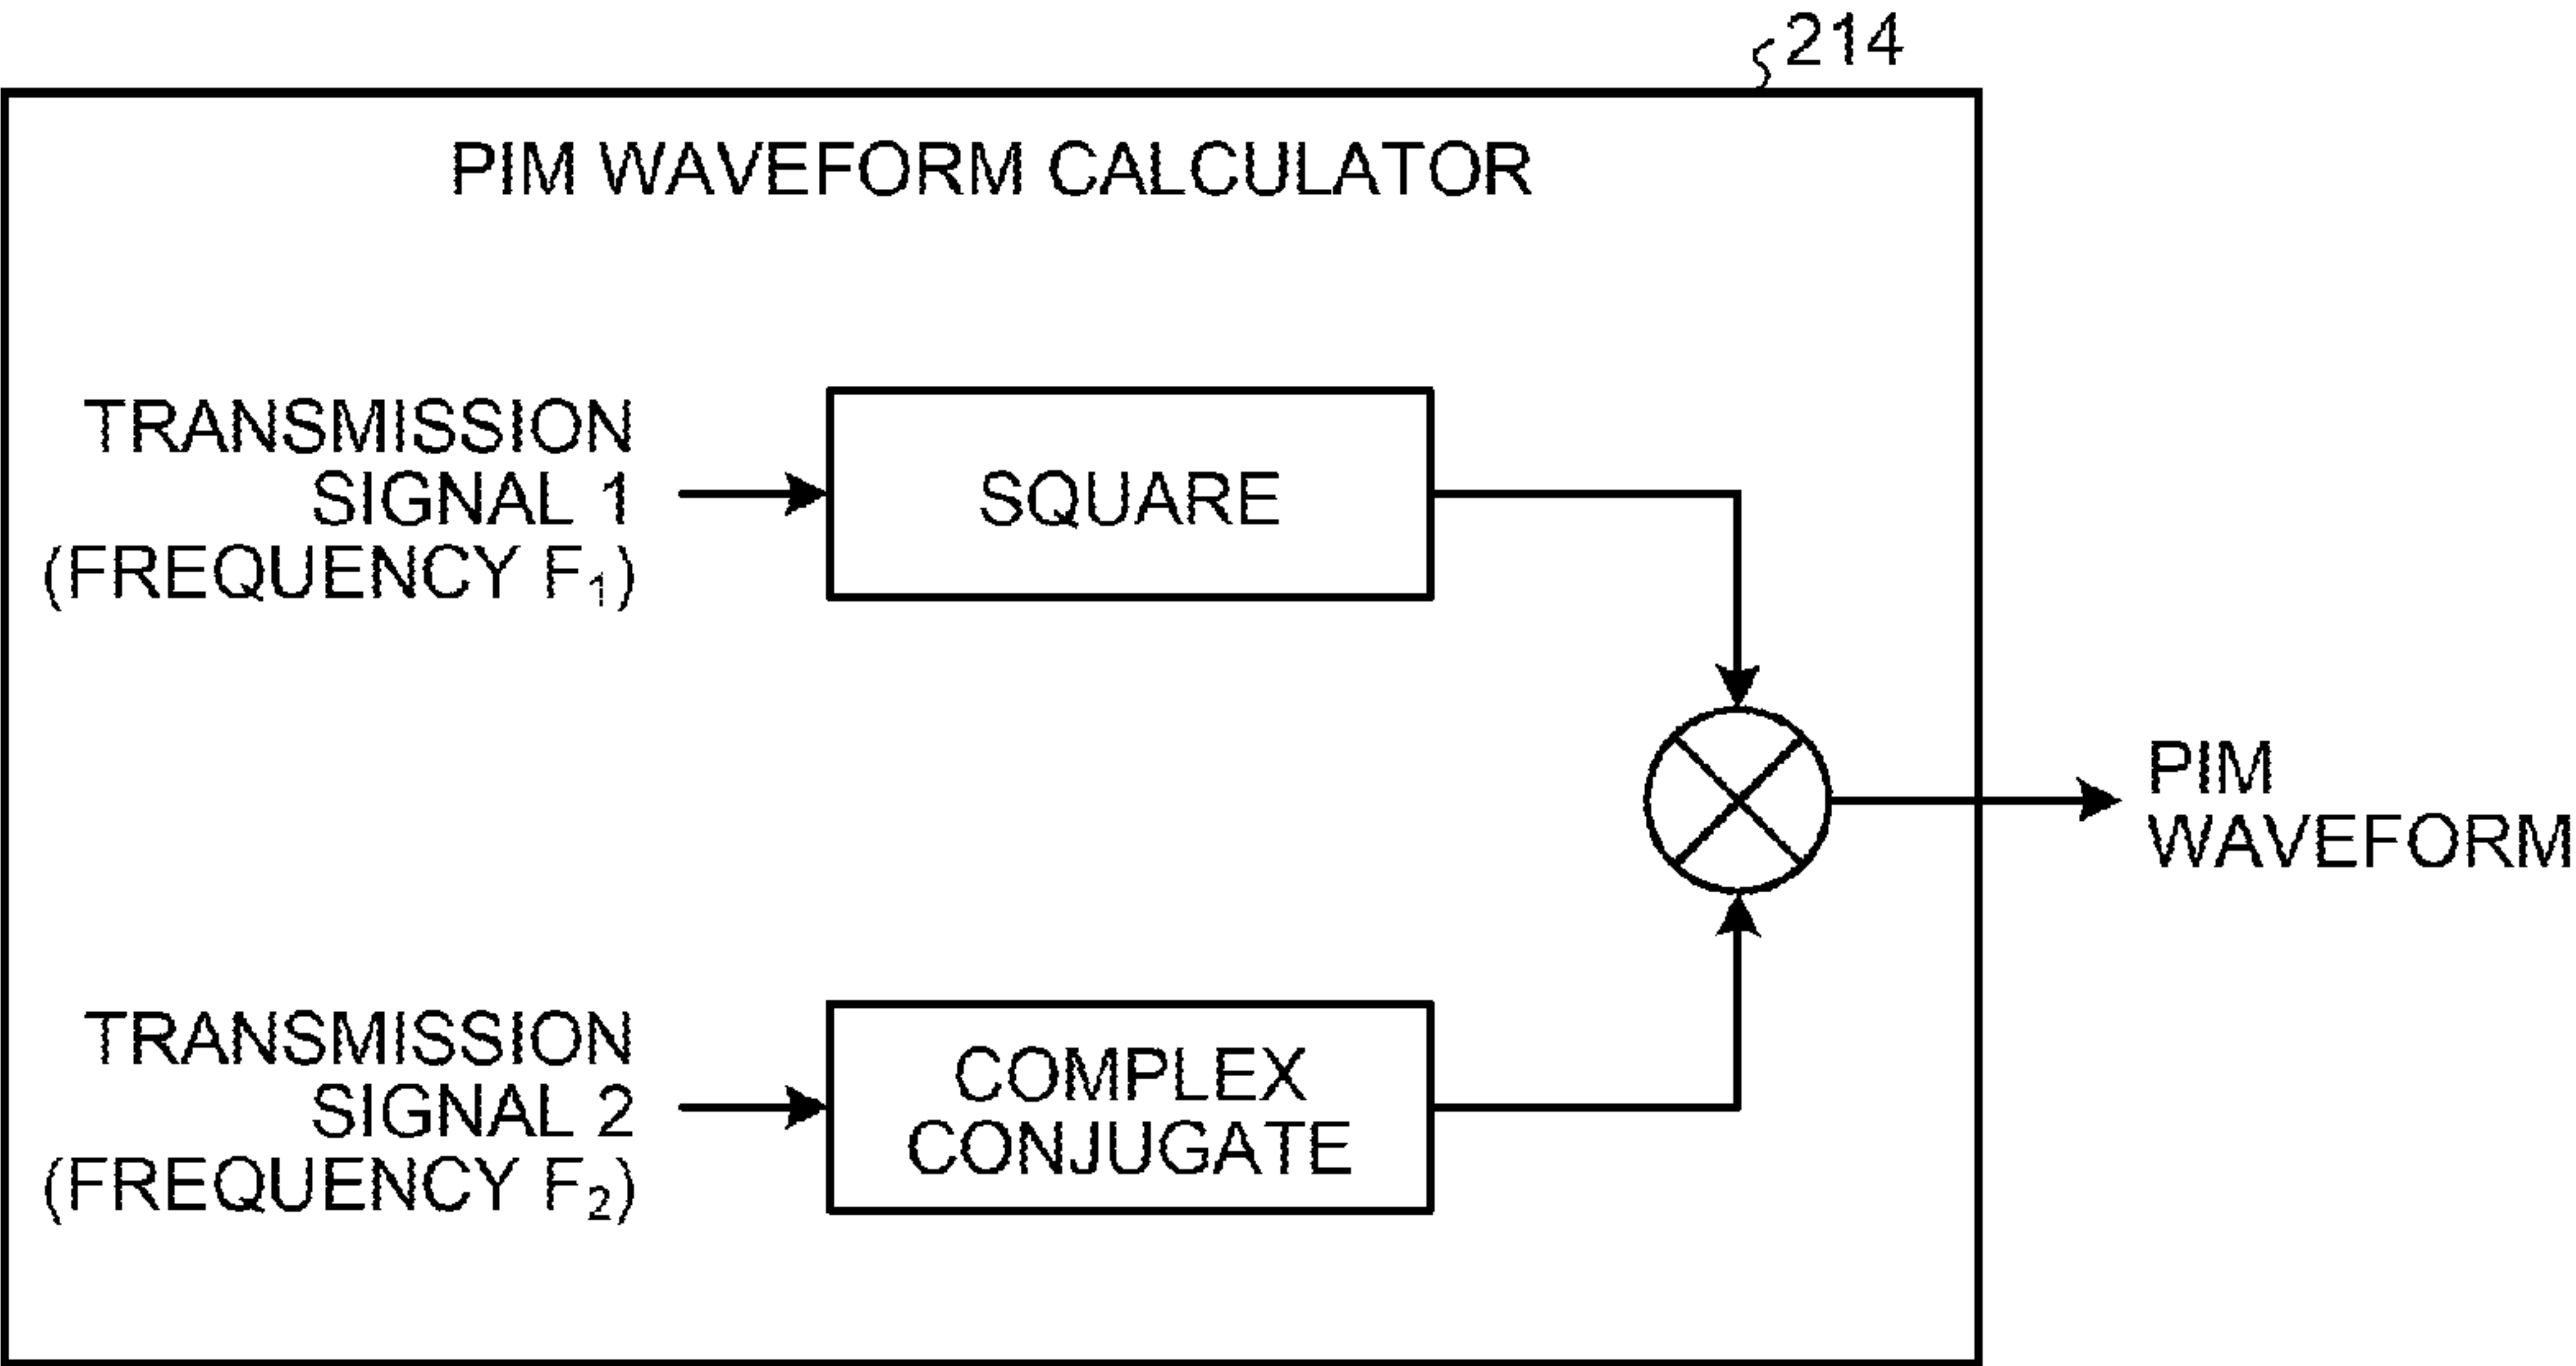 214
PIM WAVEFORM CALCULATOR
TRANSMISSION
SIGNAL 1
(FREQUENCY F₁)
SQUARE
PIM
WAVEFORM
TRANSMISSION
SIGNAL 2
(FREQUENCY F₂)
COMPLEX
CONJUGATE